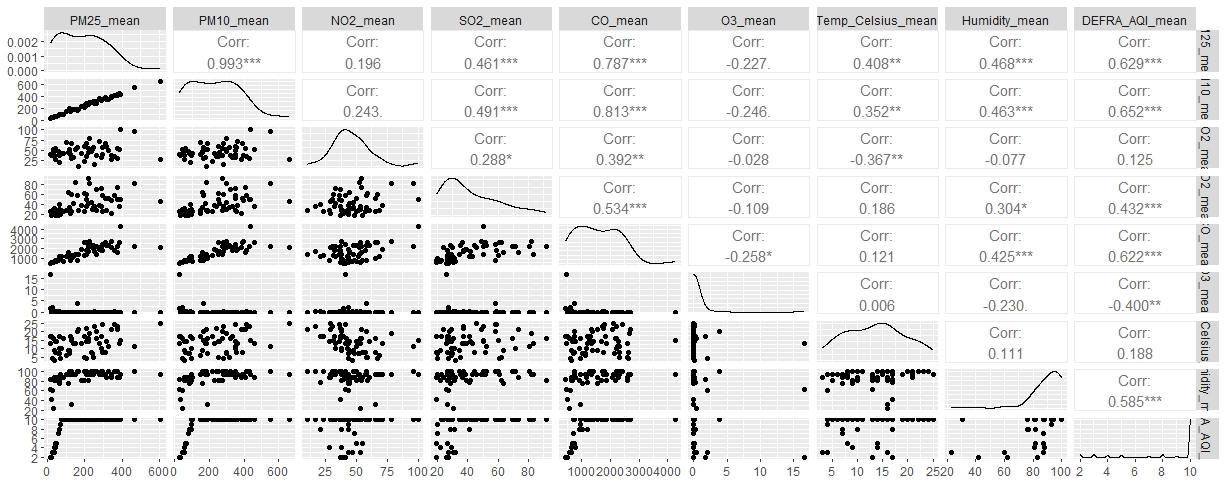 PM25_mean PM10_mean NO2_mean SO2_mean CO_mean O3_mean Temp_Celsius_mean Humidity_mean DEFRA_AQI_mean
0.002
0.001
0.000
Corr: Corr: Corr: Corr: Corr: Corr: Corr: Corr:
0.993*** 0.196 0.461*** 0.787*** -0.227. 0.408** 0.468*** 0.629***
600
400
200
0
Corr: Corr: Corr: Corr: Corr: Corr: Corr:
0.243. 0.491*** 0.813*** -0.246. 0.352** 0.463*** 0.652***
100
75
50
25
Corr: Corr: Corr: Corr: Corr: Corr:
0.288* 0.392** -0.028 -0.367** -0.077 0.125
80
60
40
20
Corr: Corr: Corr: Corr: Corr:
0.534*** -0.109 0.186 0.304* 0.432***
4000
3000
2000
1000
Corr: Corr: Corr: Corr:
-0.258* 0.121 0.425*** 0.622***
15
10
5
0
Corr: Corr: Corr:
0.006 -0.230. -0.400**
25
20
15
10
5
Celsius
Corr: Corr:
0.111 0.188
100
80
60
40
20
Corr:
0.585***
10
8
6
4
2
A_AQI
0 200 400 600 0 200 400 600 25 50 75 100 20 40 60 80 1000 2000 3000 4000 0 5 10 15 5 10 15 20 25 20 40 60 80 100 2 4 6 8 10